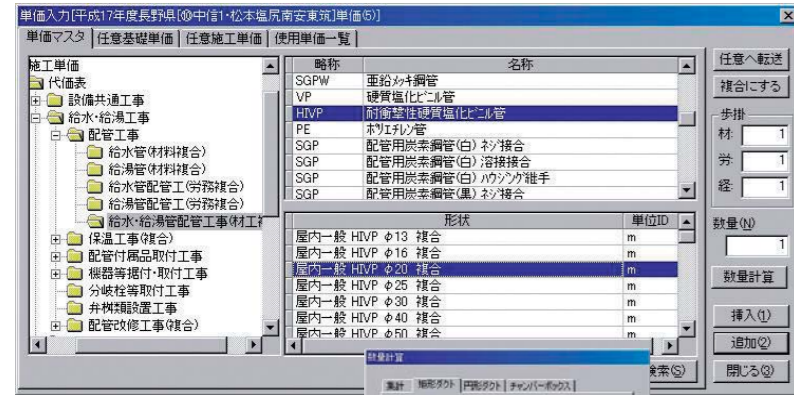 単価入力[平成17年度長野県[⑩中信1・松本塩尻南安東筑]単価⑸]
単価マスタ 任意基礎単価 任意施工単価 使用単価一覧
施工単価
代価表
設備共通工事
給水・給湯工事
配管工事
給水管(材料複合)
給湯管(材料複合)
給水管配管工(労務複合)
給湯管配管工(労務複合)
給水・給湯管配管工事(材工複
保温工事(複合)
配管付属品取付工事
機器等据付・取付工事
分岐栓等取付工事
弁桝類設置工事
配管改修工事(複合)
略称 名称
SGPW 亜鉛メッキ鋼管
VP 硬質塩化ビニル管
HIVP 耐衝撃性硬質塩化ビニル管
PE ポリエチレン管
SGP 配管用炭素鋼管(白) ネジ接合
SGP 配管用炭素鋼管(白) 溶接接合
SGP 配管用炭素鋼管(白) ハウジング継手
SGP 配管用炭素鋼管(黒) ネジ接合
形状 単位ID
屋内一般 HIVP φ13 複合 m
屋内一般 HIVP φ16 複合 m
屋内一般 HIVP φ20 複合 m
屋内一般 HIVP φ25 複合 m
屋内一般 HIVP φ30 複合 m
屋内一般 HIVP φ40 複合 m
屋内一般 HIVP φ50 複合 m
検索(S)
任意へ転送
複合にする
歩掛
材: 1
労: 1
経: 1
数量(N)
1
数量計算
挿入(1)
追加(2)
閉じる(3)
数量計算
集計 矩形ダクト 円形ダクト チャンバーボックス